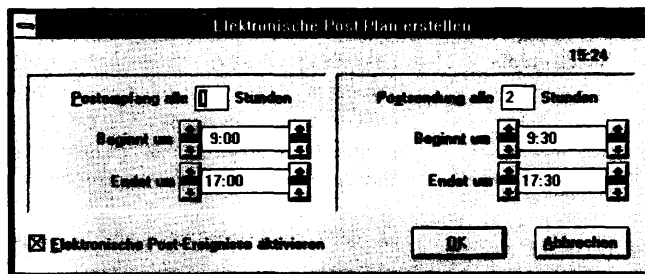 Elektronische Post Plan erstellen
15:24
Postempfang alle 1 Stunden
Beginnt um 9:00
Endet um 17:00
Postsendung alle 2 Stunden
Beginnt um 9:30
Endet um 17:30
Elektronische Post-Ereignisse aktivieren
OK
Abbrechen